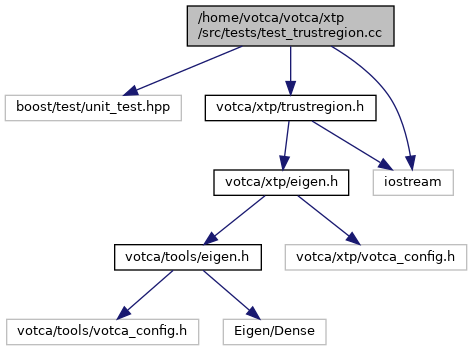 /home/votca/votca/xtp
/src/tests/test_trustregion.cc
boost/test/unit_test.hpp
votca/xtp/trustregion.h
votca/xtp/eigen.h
iostream
votca/tools/eigen.h
votca/xtp/votca_config.h
votca/tools/votca_config.h
Eigen/Dense